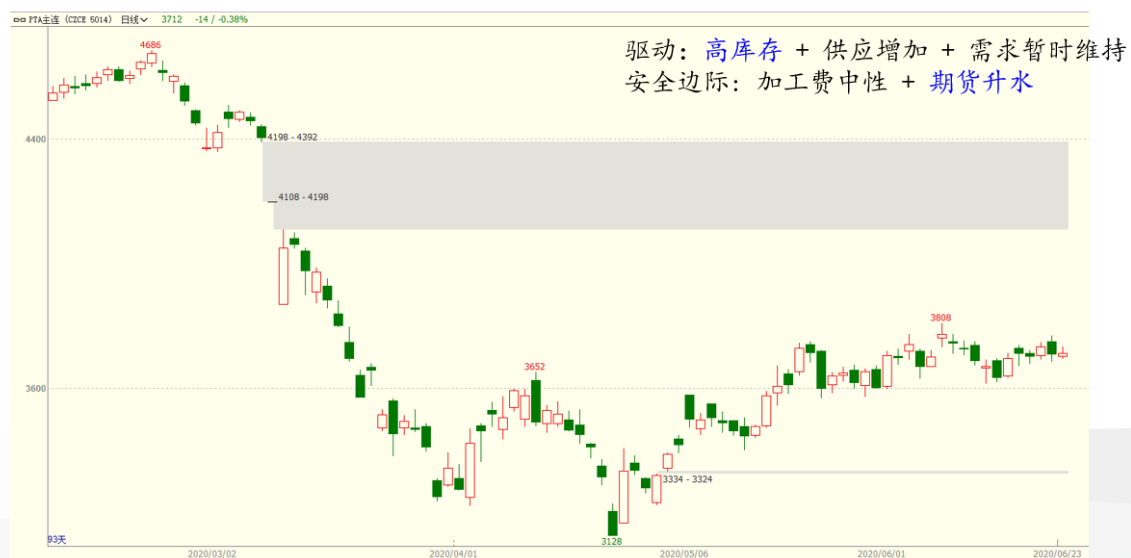 PTA主连 (CZCE 5014) 日线 3712 -14 / -0.38%
驱动：高库存 + 供应增加 + 需求暂时维持
安全边际：加工费中性 + 期货升水
4686
4400
4198 - 4392
4108 - 4198
3808
3652
3600
3334 - 3324
3128
93天
2020/03/02
2020/04/01
2020/05/06
2020/06/01
2020/06/23